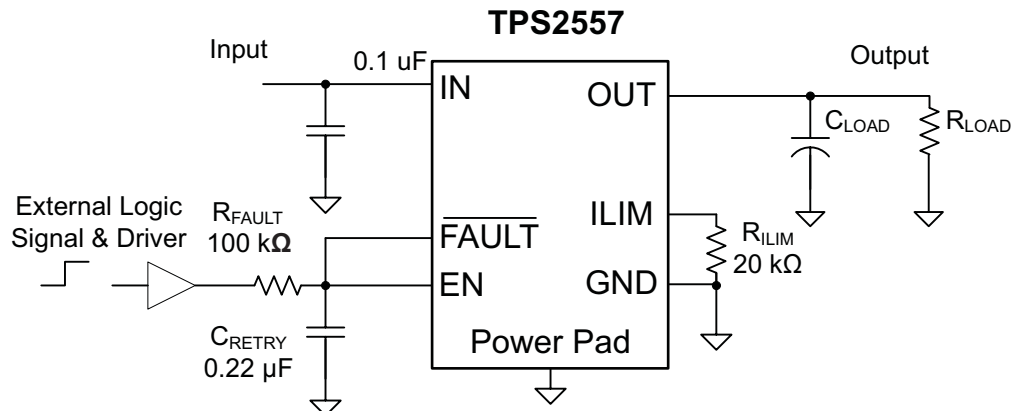 TPS2557
Input
0.1 uF
Output
IN
OUT
C_LOAD
R_LOAD
External Logic
Signal & Driver
R_FAULT
100 kΩ
FAULT
EN
ILIM
GND
R_ILIM
20 kΩ
C_RETRY
0.22 µF
Power Pad